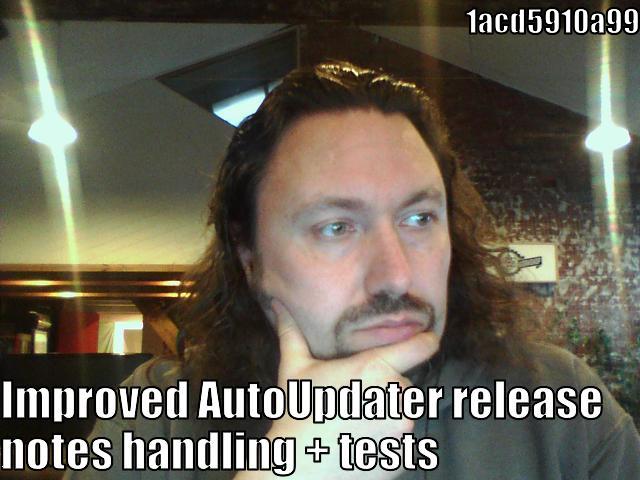 1acd5910a99
Improved AutoUpdater release
notes handling + tests